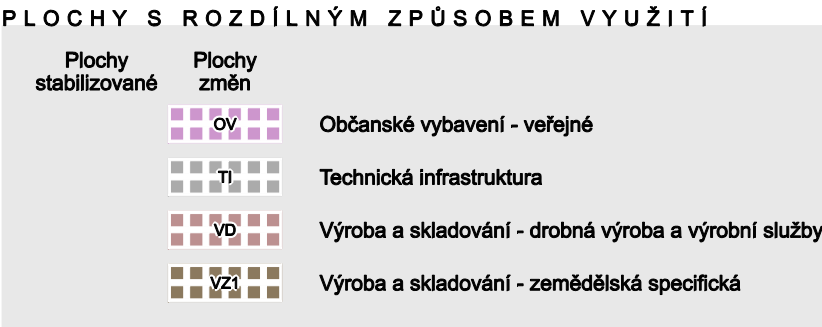 PLOCHY S ROZDÍLNÝM ZPŮSOBEM VYUŽITÍ
Plochy stabilizované
Plochy změn
OV Občanské vybavení - veřejné
TI Technická infrastruktura
VD Výroba a skladování - drobná výroba a výrobní služby
VZ1 Výroba a skladování - zemědělská specifická